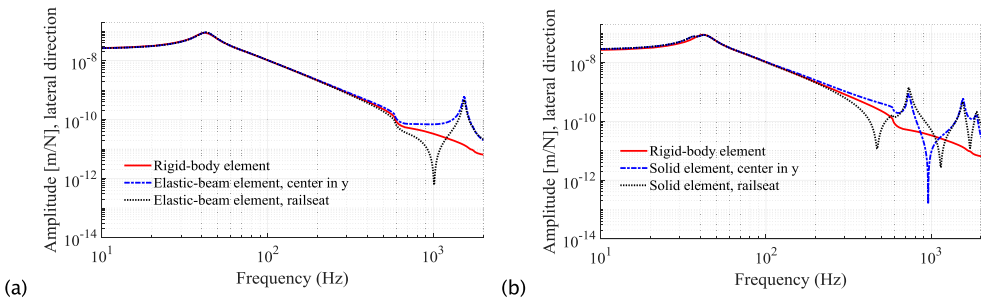 Amplitude [m/N], lateral direction
10^-8
10^-10
10^-12
10^-14
10^1
10^2
10^3
Rigid-body element
Elastic-beam element, center in y
Elastic-beam element, railseat
Frequency (Hz)
(a)
Amplitude [m/N], lateral direction
10^-8
10^-10
10^-12
10^-14
10^1
10^2
10^3
Rigid-body element
Solid element, center in y
Solid element, railseat
Frequency (Hz)
(b)